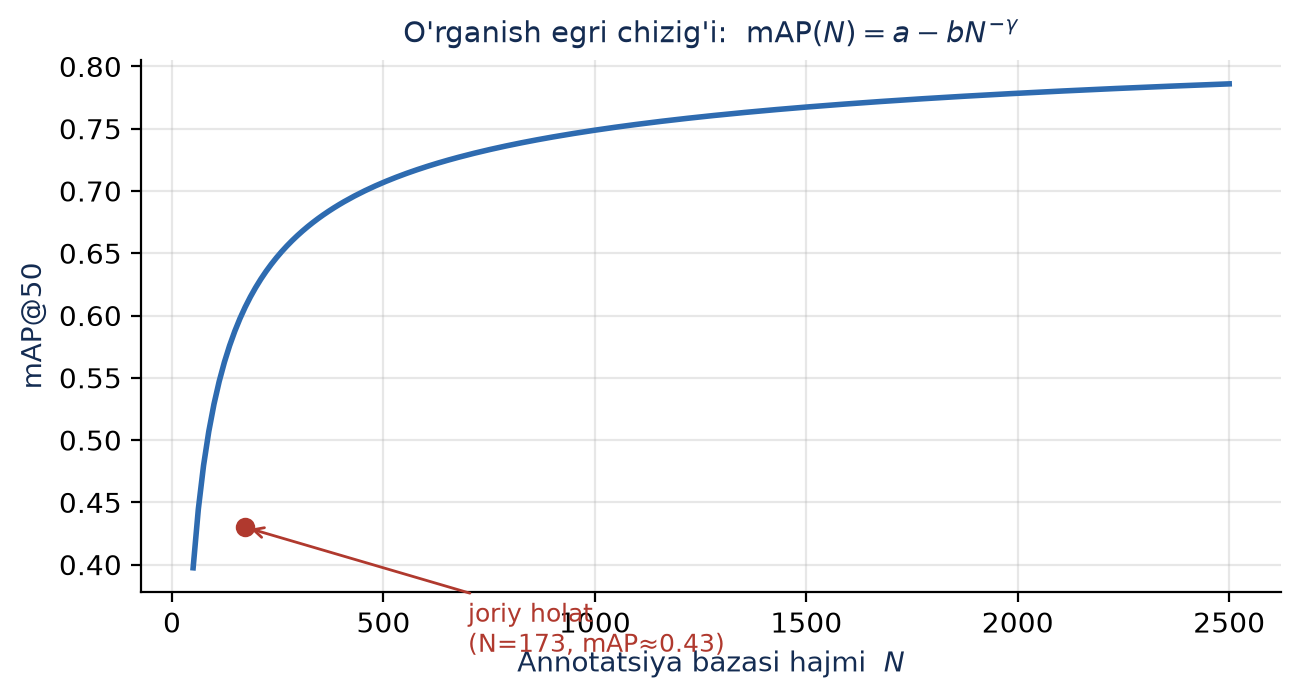 O'rganish egri chizig'i: mAP(N) = a − bN^−γ
mAP@50
0.80
0.75
0.70
0.65
0.60
0.55
0.50
0.45
0.40
0 500 1000 1500 2000 2500
joriy holat
(N=173, mAP≈0.43)
Annotatsiya bazasi hajmi N